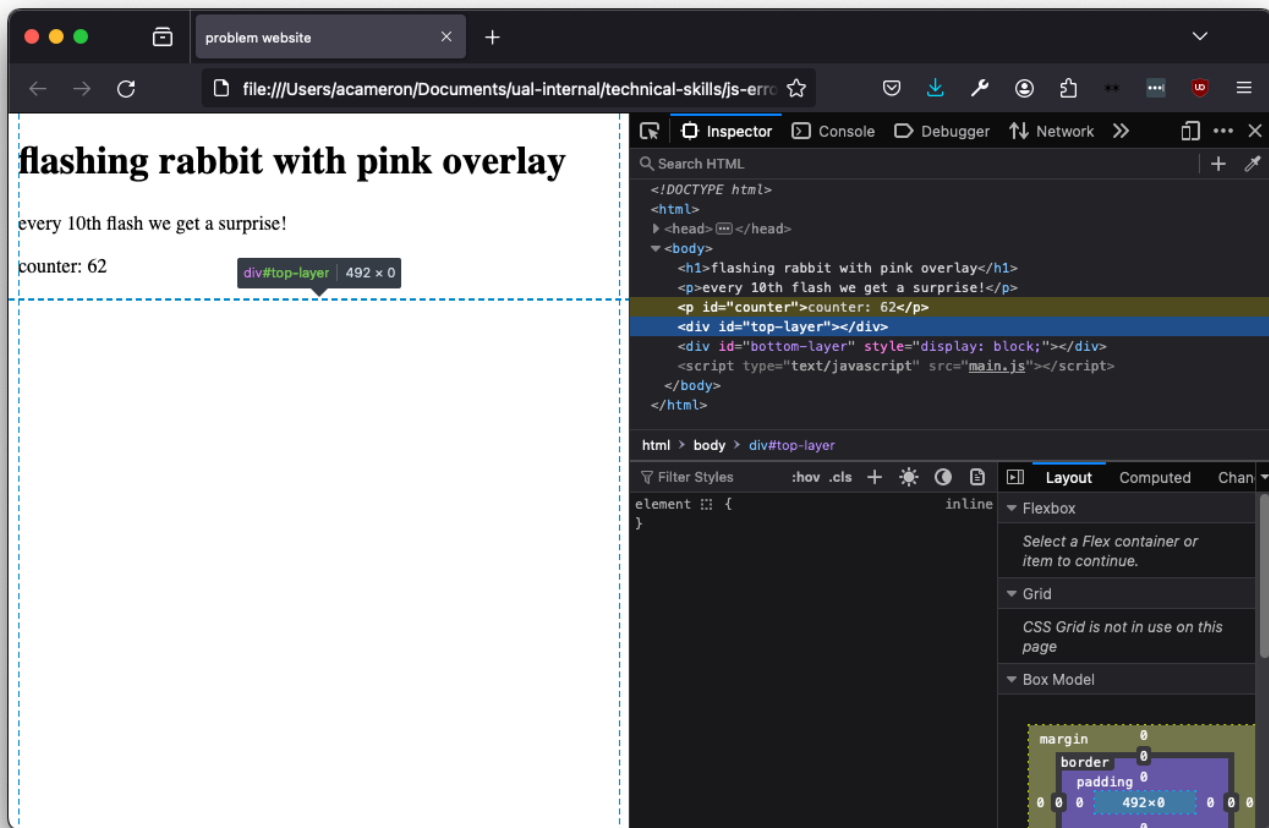 problem website
file:///Users/acameron/Documents/ual-internal/technical-skills/js-erro
flashing rabbit with pink overlay
every 10th flash we get a surprise!
counter: 62
div#top-layer 492 × 0
Inspector Console Debugger Network
Search HTML
<!DOCTYPE html>
<html>
<head></head>
<body>
<h1>flashing rabbit with pink overlay</h1>
<p>every 10th flash we get a surprise!</p>
<p id="counter">counter: 62</p>
<div id="top-layer"></div>
<div id="bottom-layer" style="display: block;"></div>
<script type="text/javascript" src="main.js"></script>
</body>
</html>
html > body > div#top-layer
Filter Styles :hov .cls
element { inline
}
Layout Computed Chan
Flexbox
Select a Flex container or
item to continue.
Grid
CSS Grid is not in use on this
page
Box Model
margin 0
border 0
padding 0
0 0 0 492×0 0 0 0
0